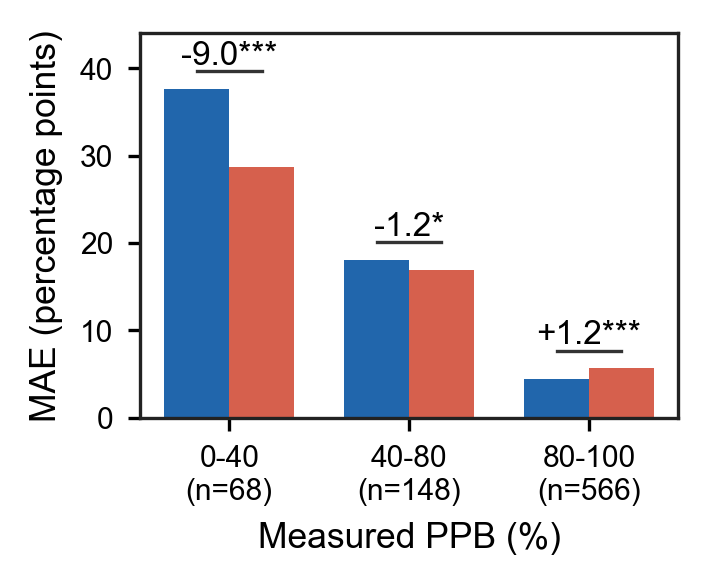 MAE (percentage points)
40
30
20
10
0
-9.0***
-1.2*
+1.2***
0-40
(n=68)
40-80
(n=148)
80-100
(n=566)
Measured PPB (%)